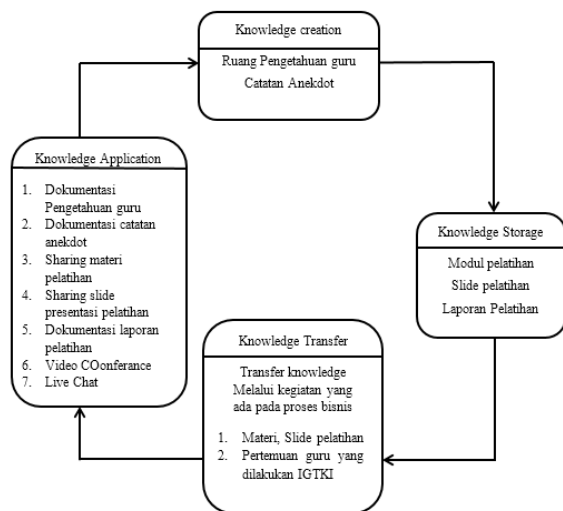 Knowledge creation
Ruang Pengetahuan guru
Catatan Anekdot
Knowledge Application
1. Dokumentasi
Pengetahuan guru
2. Dokumentasi catatan
anekdot
3. Sharing materi
pelatihan
4. Sharing slide
presentasi pelatihan
5. Dokumentasi laporan
pelatihan
6. Video COonferance
7. Live Chat
Knowledge Storage
Modul pelatihan
Slide pelatihan
Laporan Pelatihan
Knowledge Transfer
Transfer knowledge
Melalui kegiatan yang
ada pada proses bisnis
1. Materi, Slide pelatihan
2. Pertemuan guru yang
dilakukan IGTKI